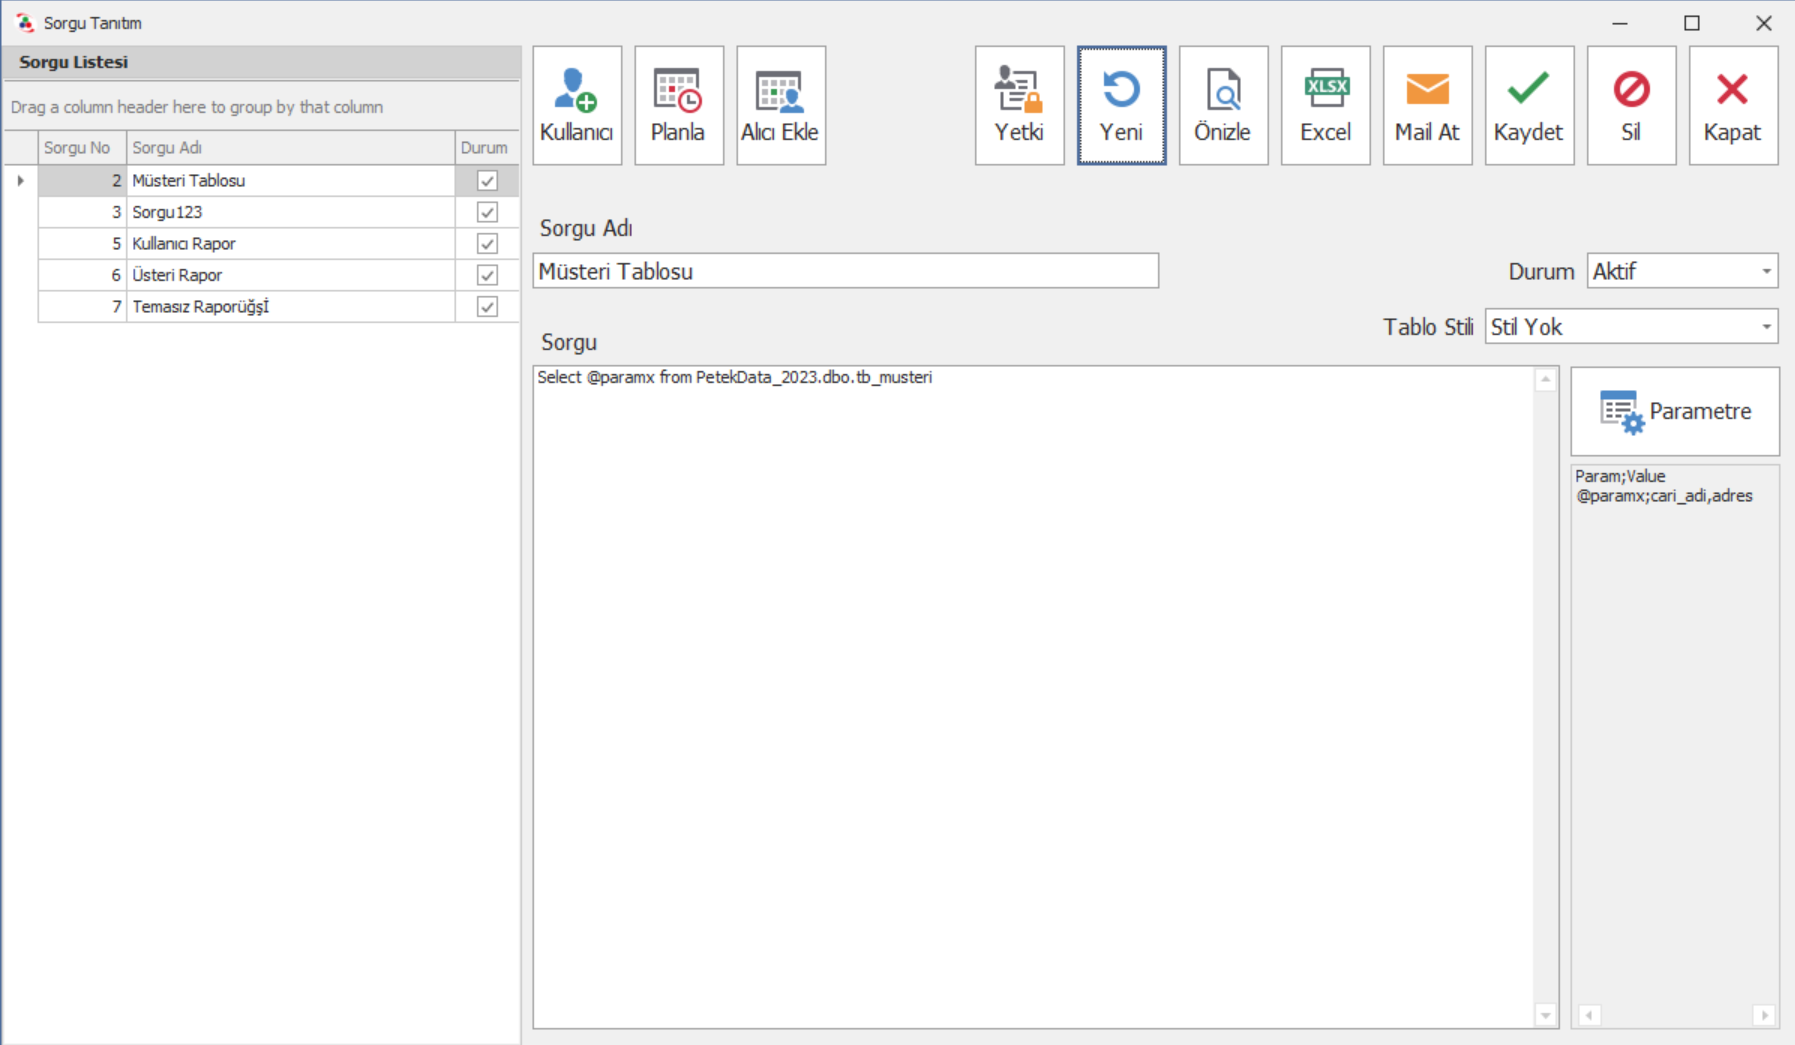 Sorgu Tanıtım
Sorgu Listesi
Drag a column header here to group by that column
Sorgu No Sorgu Adı Durum
2 Müsteri Tablosu
3 Sorgu123
5 Kullanıcı Rapor
6 Üsteri Rapor
7 Temasız Raporüğşİ
Kullanıcı
Planla
Alıcı Ekle
Yetki
Yeni
Önizle
XLSX
Excel
Mail At
Kaydet
Sil
Kapat
Sorgu Adı
Müsteri Tablosu
Durum Aktif
Tablo Stili Stil Yok
Sorgu
Select @paramx from PetekData_2023.dbo.tb_musteri
Parametre
Param;Value
@paramx;cari_adi,adres